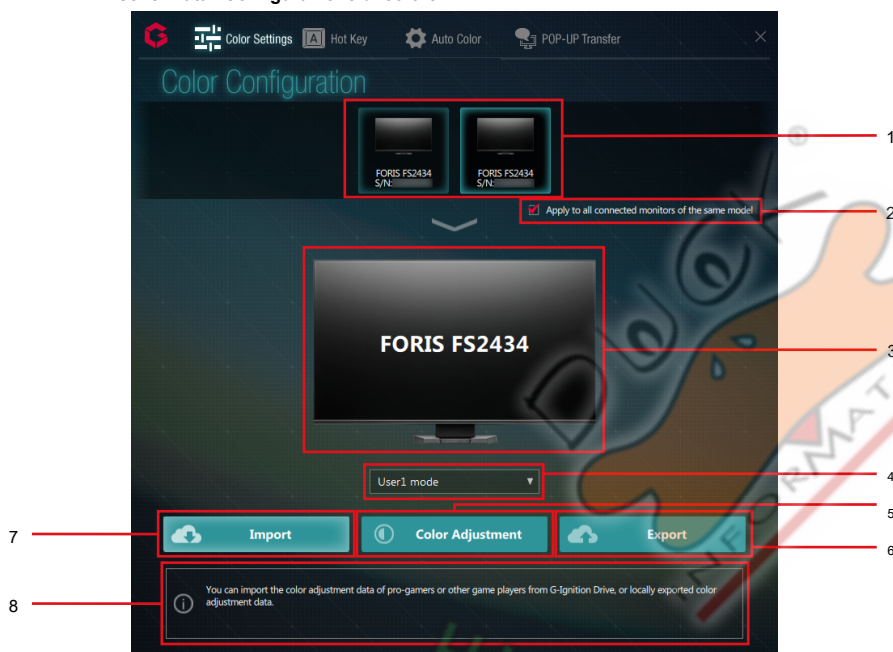 Color Settings A Hot Key Auto Color POP-UP Transfer
Color Configuration
FORIS FS2434
S/N:
FORIS FS2434
S/N:
1
Apply to all connected monitors of the same model
2
FORIS FS2434
3
User1 mode
4
5
Import
Color Adjustment
Export
7
6
You can import the color adjustment data of pro-gamers or other game players from G-Ignition Drive, or locally exported color
adjustment data.
8
DUCK
INFORMAT